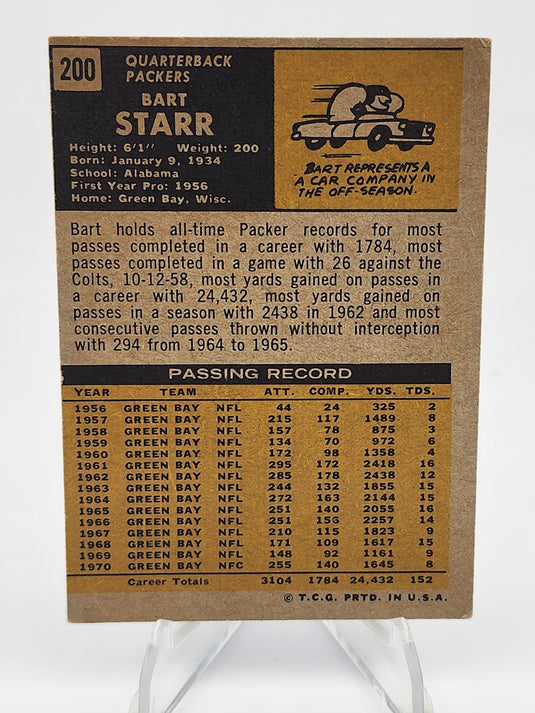 200
QUARTERBACK
PACKERS
BART
STARR
Height: 6'1" Weight: 200
Born: January 9, 1934
School: Alabama
First Year Pro: 1956
Home: Green Bay, Wisc.
BART REPRESENTS A
A CAR COMPANY IN
THE OFF-SEASON.
Bart holds all-time Packer records for most
passes completed in a career with 1784, most
passes completed in a game with 26 against the
Colts, 10-12-58, most yards gained on passes in
a career with 24,432, most yards gained on
passes in a season with 2438 in 1962 and most
consecutive passes thrown without interception
with 294 from 1964 to 1965.
PASSING RECORD
YEAR TEAM ATT. COMP. YDS. TDS.
1956 GREEN BAY NFL 44 24 325 2
1957 GREEN BAY NFL 215 117 1489 8
1958 GREEN BAY NFL 157 78 875 3
1959 GREEN BAY NFL 134 70 972 6
1960 GREEN BAY NFL 172 98 1358 4
1961 GREEN BAY NFL 295 172 2418 16
1962 GREEN BAY NFL 285 178 2438 12
1963 GREEN BAY NFL 244 132 1855 15
1964 GREEN BAY NFL 272 163 2144 15
1965 GREEN BAY NFL 251 140 2055 16
1966 GREEN BAY NFL 251 156 2257 14
1967 GREEN BAY NFL 210 115 1823 9
1968 GREEN BAY NFL 171 109 1617 15
1969 GREEN BAY NFL 148 92 1161 9
1970 GREEN BAY NFC 255 140 1645 8
Career Totals 3104 1784 24,432 152
© T.C.G. PRTD. IN U.S.A.